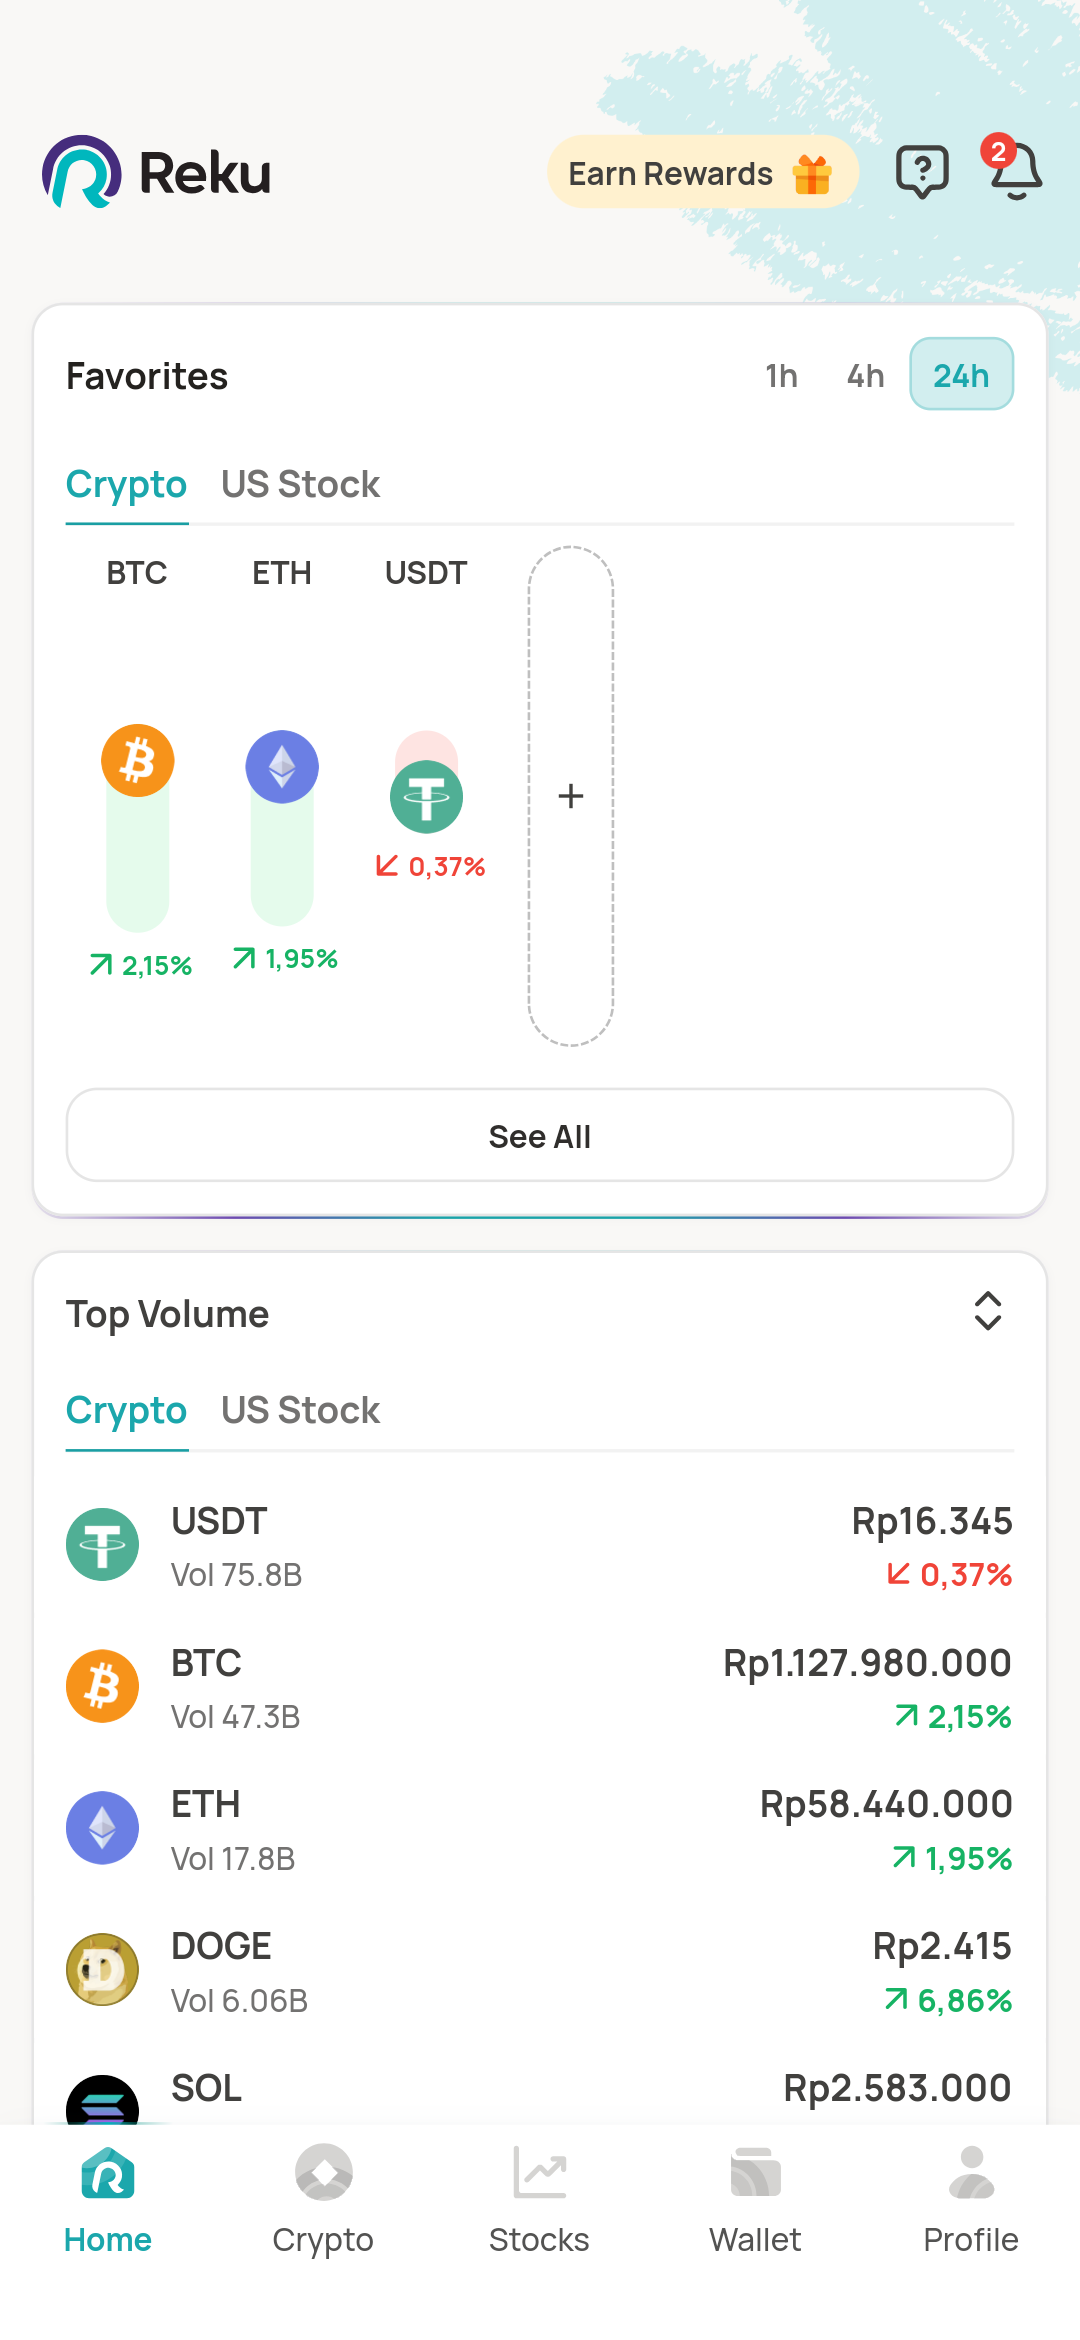 Reku
Earn Rewards
2
Favorites
1h 4h 24h
Crypto US Stock
BTC ETH USDT
0,37%
2,15% 1,95%
See All
Top Volume
Crypto US Stock
USDT Rp16.345
Vol 75.8B 0,37%
BTC Rp1.127.980.000
Vol 47.3B 2,15%
ETH Rp58.440.000
Vol 17.8B 1,95%
DOGE Rp2.415
Vol 6.06B 6,86%
SOL Rp2.583.000
Home Crypto Stocks Wallet Profile